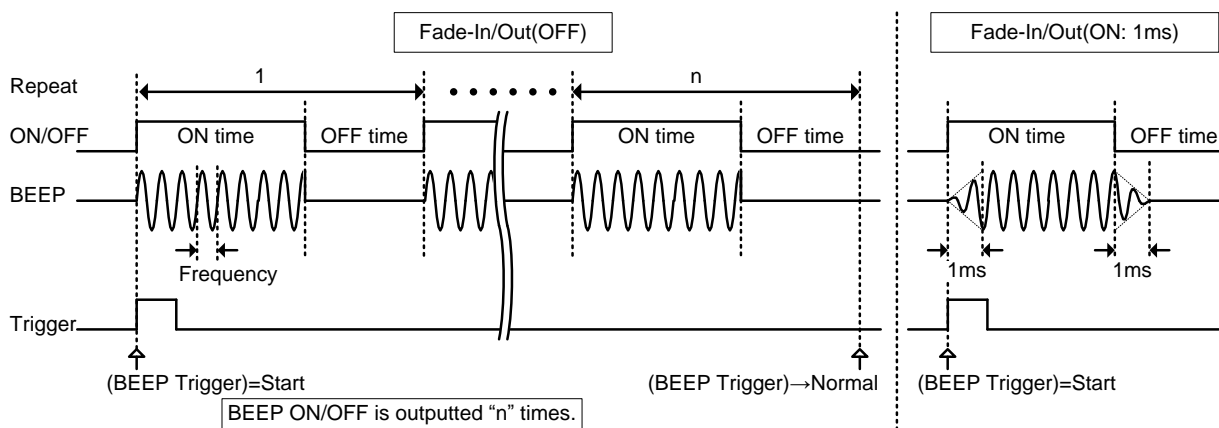 Fade-In/Out(OFF)
Fade-In/Out(ON: 1ms)
Repeat
1
n
ON/OFF
ON time
OFF time
ON time
OFF time
ON time
OFF time
BEEP
Frequency
1ms
1ms
Trigger
(BEEP Trigger)=Start
(BEEP Trigger)→Normal
(BEEP Trigger)=Start
BEEP ON/OFF is outputted “n” times.